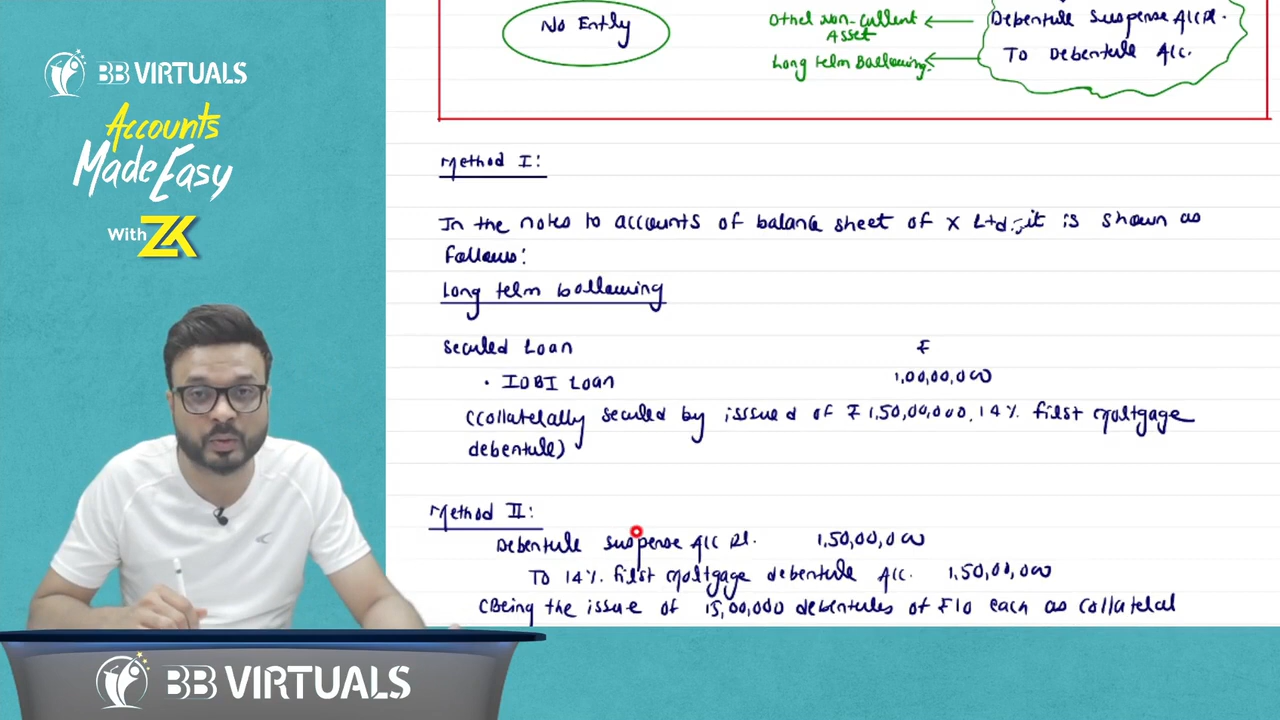 BB VIRTUALS
Accounts
Made Easy
With ZK
No Entry
Other non-current
Asset
Long term Borrowing.
Debenture Suspense A/c Dr.
To Debenture A/c.
Method I:
In the notes to accounts of balance sheet of X Ltd., it is shown as
follows:
Long term borrowing
Secured Loan ₹
• IDBI Loan 1,00,00,000
(Collaterally secured by issued of ₹ 1,50,00,000, 14% first mortgage
debenture)
Method II:
Debenture suspense A/c Dr. 1,50,00,000
To 14% first mortgage debenture A/c. 1,50,00,000
(Being the issue of 15,00,000 debentures of ₹10 each as collateral
BB VIRTUALS